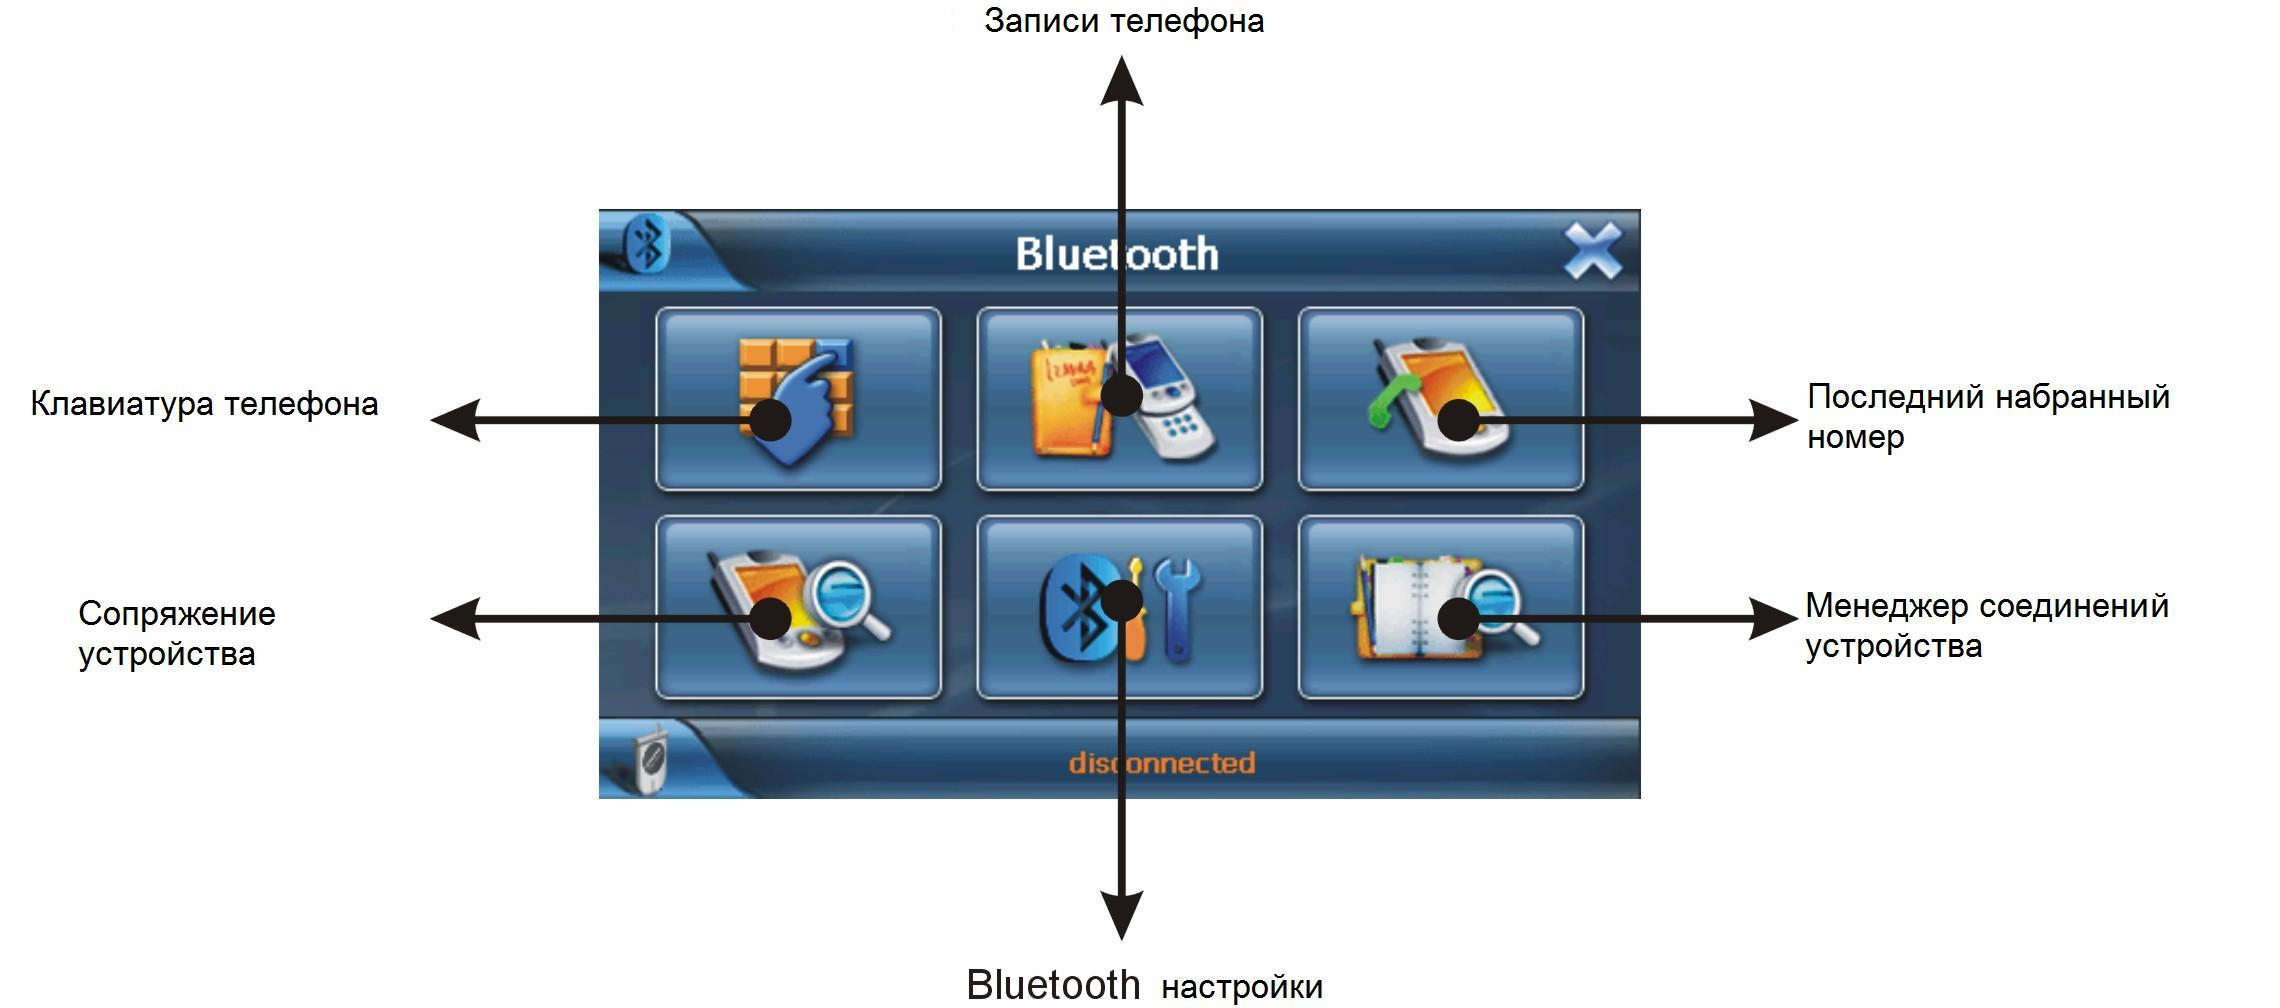 Записи телефона
Bluetooth
Клавиатура телефона
Последний набранный
номер
Сопряжение
устройства
Менеджер соединений
устройства
disconnected
Bluetooth настройки